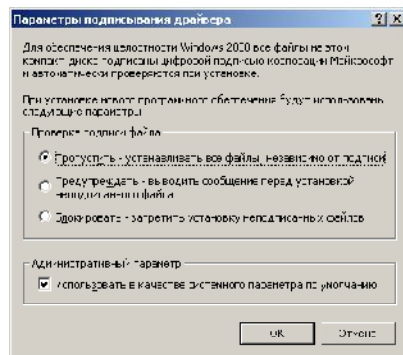 Параметры подписывания драйвера
Для обеспечения целостности Windows 2000 все файлы на этом
компакт-диске подписаны цифровой подписью корпорации Майкрософт
и автоматически проверяются при установке.
При установке нового программного обеспечения будут использованы
следующие параметры
Проверка подписи файла
Пропустить - устанавливать все файлы, независимо от подписи
Предупреждать - выводить сообщение перед установкой
неподписанного файла
Блокировать - запретить установку неподписанных файлов
Административный параметр
Использовать в качестве системного параметра по умолчанию
OK
Отмена